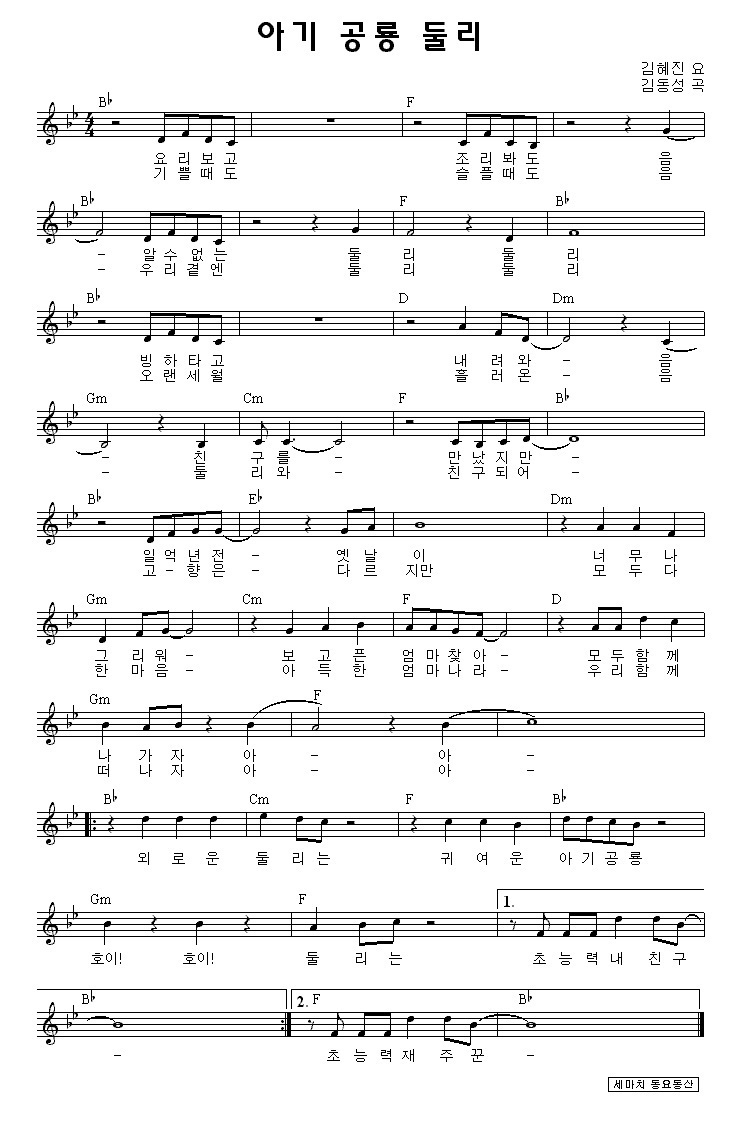 아기 공룡 둘리
김혜진 요
김동성 곡
B♭ F
4/4
요 리 보 고 조 리 봐 도 음
기 쁠 때 도 슬 플 때 도 음
B♭ F B♭
- 알 수 없 는 둘 리 둘 리
- 우 리 곁 엔 둘 리 둘 리
B♭ D Dm
빙 하 타 고 내 려 와 - 음
오 랜 세 월 흘 러 온 - 음
Gm Cm F B♭
- 친 구 를 - 만 났 지 만 -
- 둘 리 와 - 친 구 되 어 -
B♭ E♭ Dm
일 억 년 전 - 옛 날 이 너 무 나
고 - 향 은 - 다 르 지만 모 두 다
Gm Cm F D
그 리 워 - 보 고 픈 엄 마 찾 아 - 모 두 함 께
한 마 음 - 아 득 한 엄 마 나 라 - 우 리 함 께
Gm F
나 가 자 아 - 아 -
떠 나 자 아 - 아 -
B♭ Cm F B♭
외 로 운 둘 리 는 귀 여 운 아 기 공 룡
Gm F 1.
호이! 호이! 둘 리 는 초 능 력 내 친 구
B♭ 2. F B♭
- 초 능 력 재 주 꾼 -
세마치 동요동산